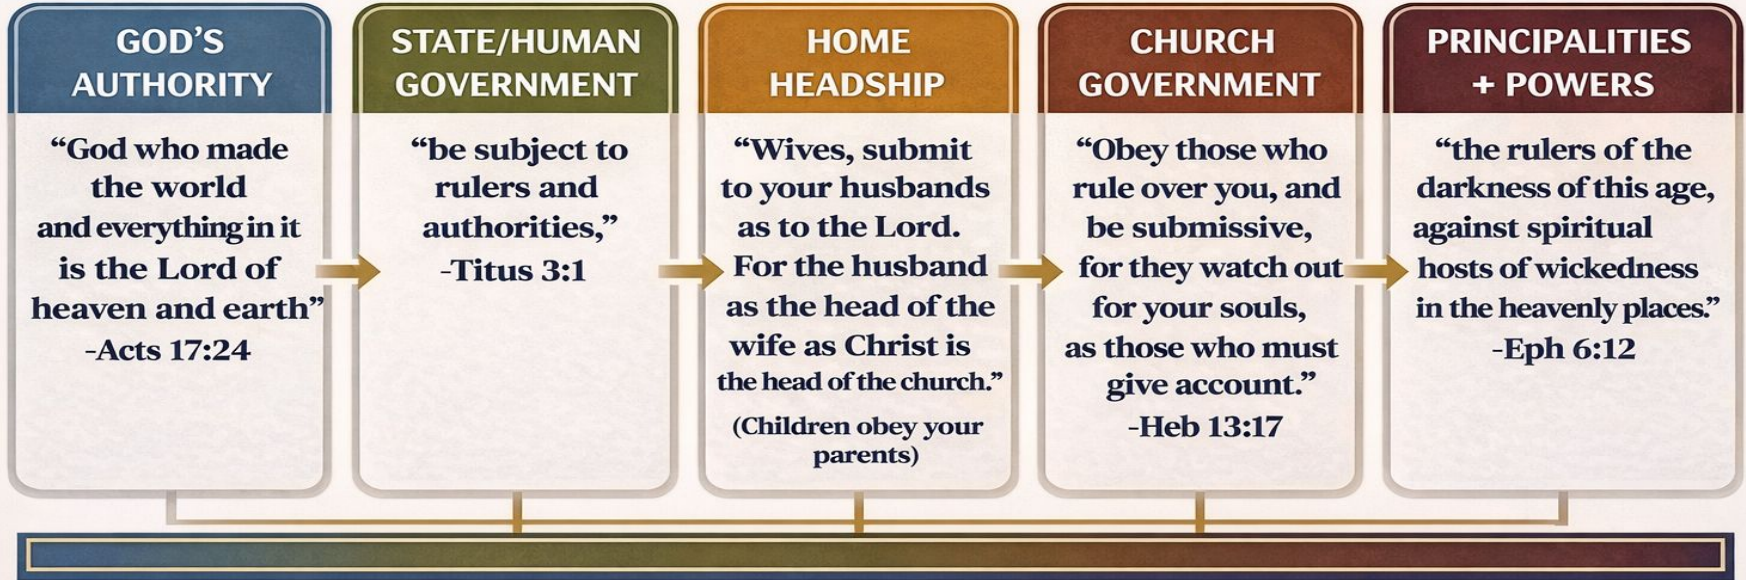 GOD’S
AUTHORITY
“God who made
the world
and everything in it
is the Lord of
heaven and earth”
-Acts 17:24
STATE/HUMAN
GOVERNMENT
“be subject to
rulers and
authorities,”
-Titus 3:1
HOME
HEADSHIP
“Wives, submit
to your husbands
as to the Lord.
For the husband
as the head of the
wife as Christ is
the head of the church.”
(Children obey your
parents)
CHURCH
GOVERNMENT
“Obey those who
rule over you, and
be submissive,
for they watch out
for your souls,
as those who must
give account.”
-Heb 13:17
PRINCIPALITIES
+ POWERS
“the rulers of the
darkness of this age,
against spiritual
hosts of wickedness
in the heavenly places.”
-Eph 6:12